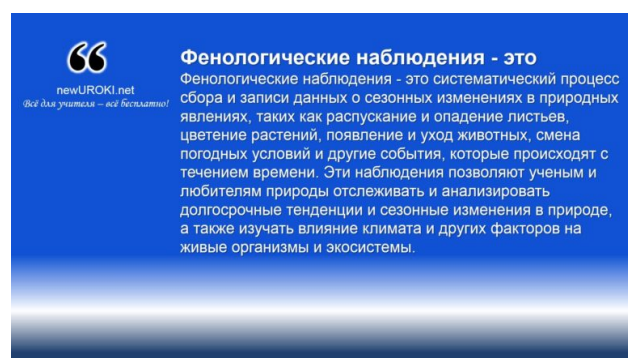 ❝
newUROKI.net
Всё для учителя – всё бесплатно!
Фенологические наблюдения - это
Фенологические наблюдения - это систематический процесс
сбора и записи данных о сезонных изменениях в природных
явлениях, таких как распускание и опадение листьев,
цветение растений, появление и уход животных, смена
погодных условий и другие события, которые происходят с
течением времени. Эти наблюдения позволяют ученым и
любителям природы отслеживать и анализировать
долгосрочные тенденции и сезонные изменения в природе,
а также изучать влияние климата и других факторов на
живые организмы и экосистемы.